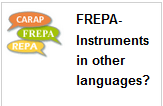 CARAP
FREPA
REPA
FREPA-
Instruments
in other
languages?